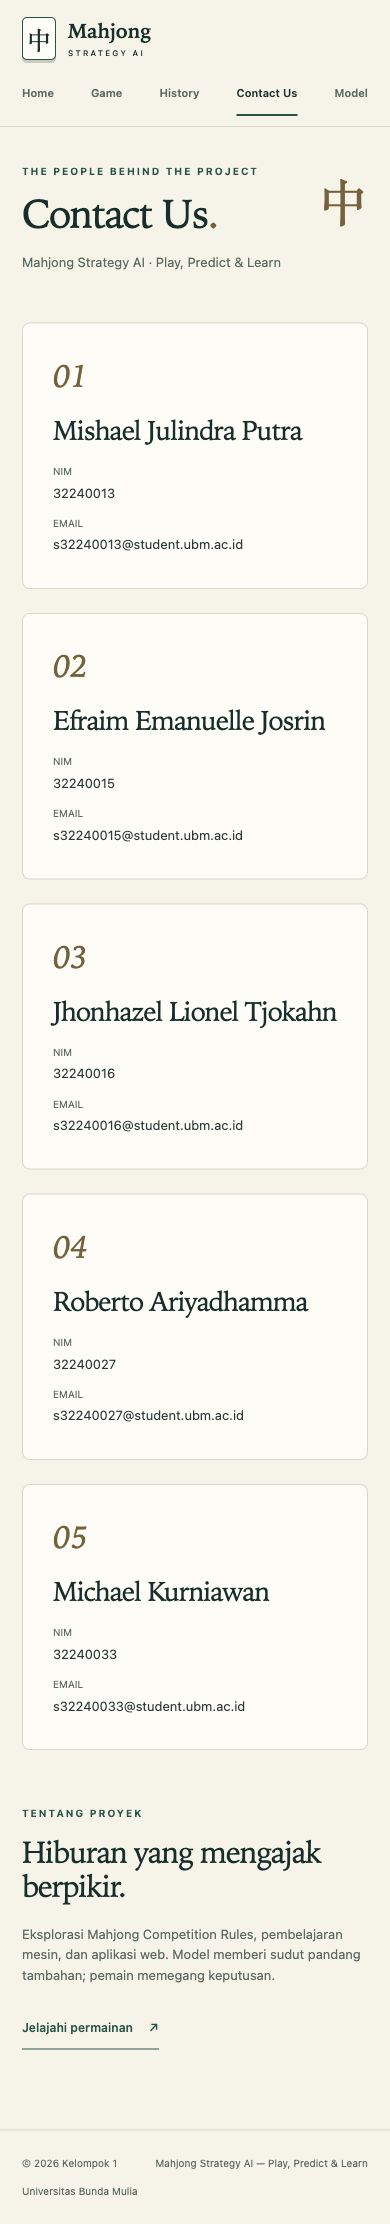 中
Mahjong
STRATEGY AI
Home Game History Contact Us Model
THE PEOPLE BEHIND THE PROJECT
Contact Us.
中
Mahjong Strategy AI · Play, Predict & Learn
01
Mishael Julindra Putra
NIM
32240013
EMAIL
s32240013@student.ubm.ac.id
02
Efraim Emanuelle Josrin
NIM
32240015
EMAIL
s32240015@student.ubm.ac.id
03
Jhonhazel Lionel Tjokahn
NIM
32240016
EMAIL
s32240016@student.ubm.ac.id
04
Roberto Ariyadhamma
NIM
32240027
EMAIL
s32240027@student.ubm.ac.id
05
Michael Kurniawan
NIM
32240033
EMAIL
s32240033@student.ubm.ac.id
TENTANG PROYEK
Hiburan yang mengajak
berpikir.
Eksplorasi Mahjong Competition Rules, pembelajaran
mesin, dan aplikasi web. Model memberi sudut pandang
tambahan; pemain memegang keputusan.
Jelajahi permainan ↗
© 2026 Kelompok 1 Mahjong Strategy AI — Play, Predict & Learn
Universitas Bunda Mulia